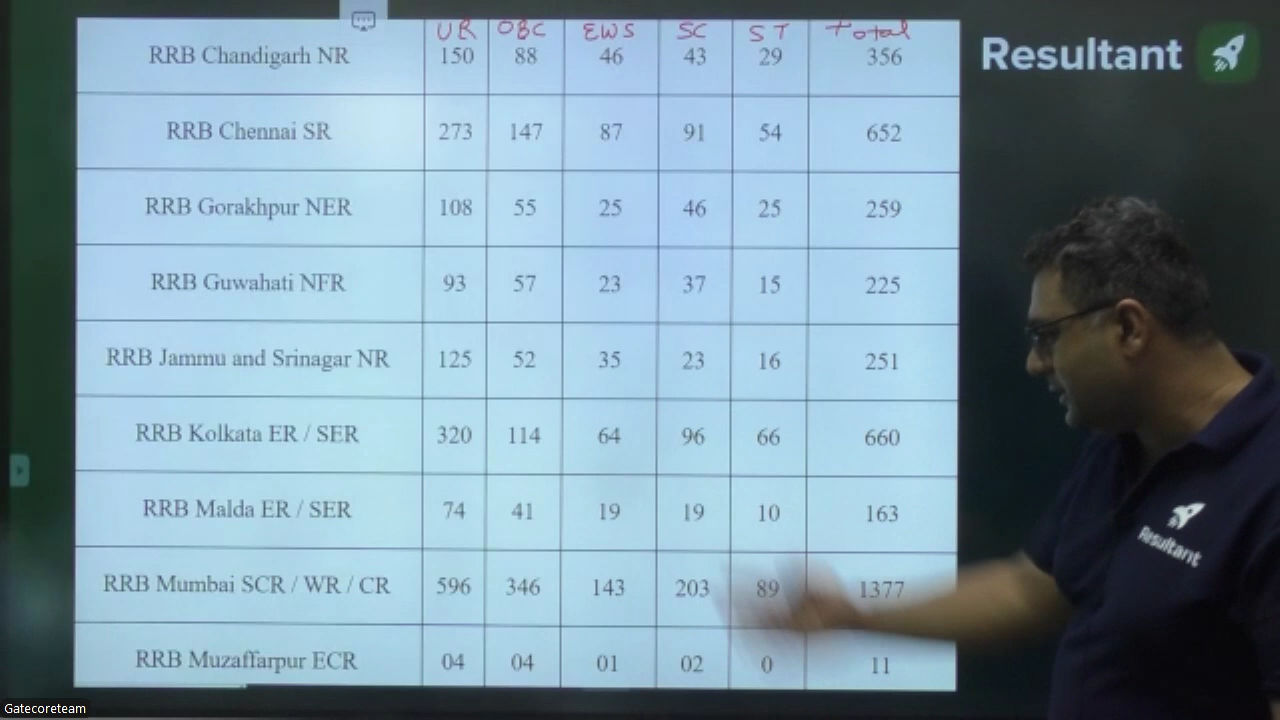 UR OBC EWS SC ST Total
RRB Chandigarh NR 150 88 46 43 29 356
RRB Chennai SR 273 147 87 91 54 652
RRB Gorakhpur NER 108 55 25 46 25 259
RRB Guwahati NFR 93 57 23 37 15 225
RRB Jammu and Srinagar NR 125 52 35 23 16 251
RRB Kolkata ER / SER 320 114 64 96 66 660
RRB Malda ER / SER 74 41 19 19 10 163
RRB Mumbai SCR / WR / CR 596 346 143 203 89 1377
RRB Muzaffarpur ECR 04 04 01 02 0 11
Resultant
Resultant
Gatecoreteam